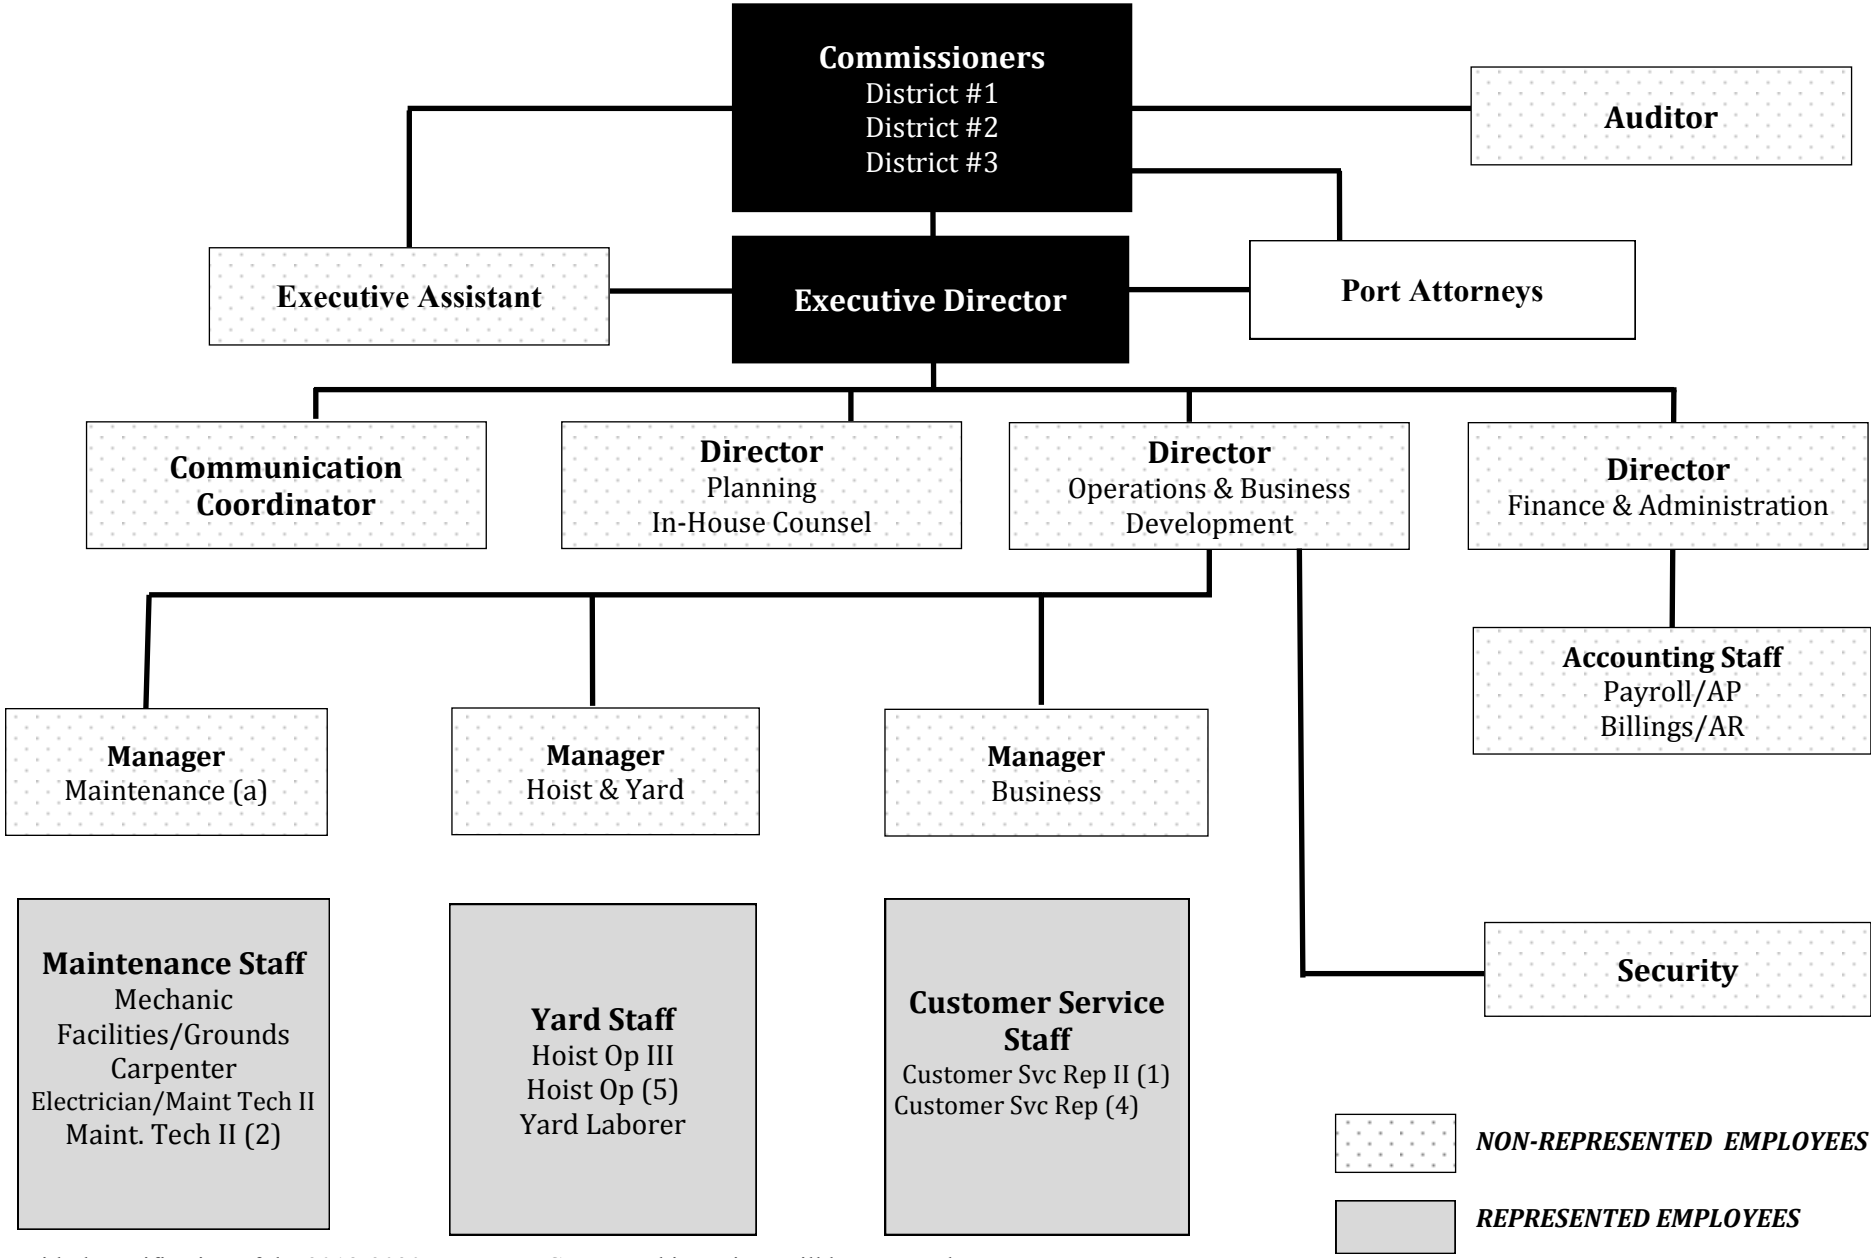 Commissioners
District #1
District #2
District #3
Auditor
Executive Assistant
Executive Director
Port Attorneys
Communication
Coordinator
Director
Planning
In-House Counsel
Director
Operations & Business
Development
Director
Finance & Administration
Accounting Staff
Payroll/AP
Billings/AR
Manager
Maintenance (a)
Manager
Hoist & Yard
Manager
Business
Maintenance Staff
Mechanic
Facilities/Grounds
Carpenter
Electrician/Maint Tech II
Maint. Tech II (2)
Yard Staff
Hoist Op III
Hoist Op (5)
Yard Laborer
Customer Service
Staff
Customer Svc Rep II (1)
Customer Svc Rep (4)
Security
NON-REPRESENTED EMPLOYEES
REPRESENTED EMPLOYEES